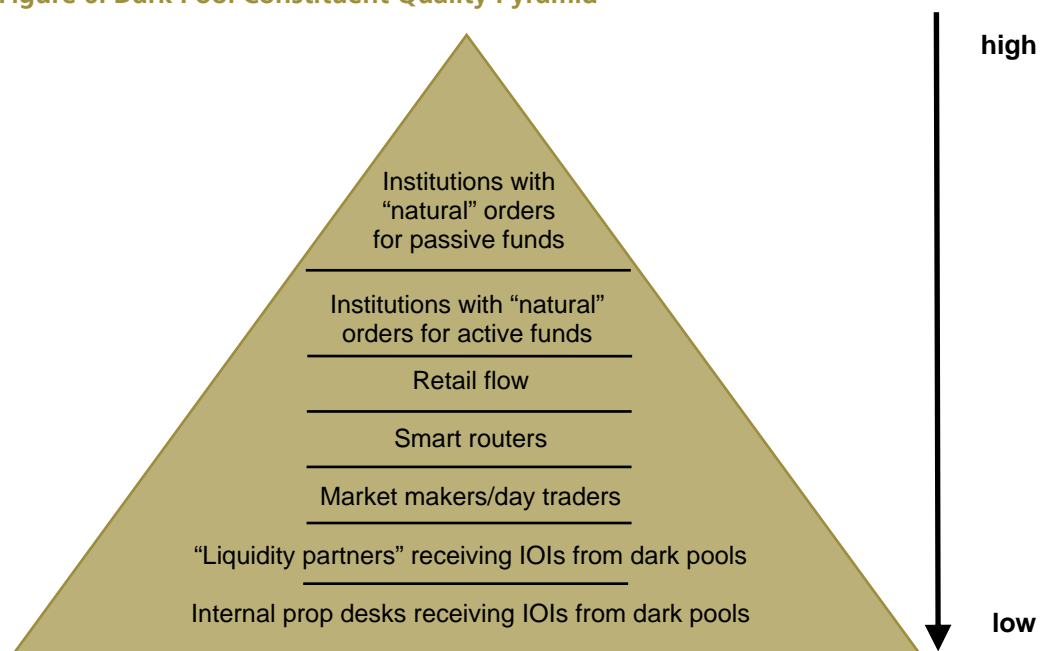 high
Institutions with
“natural” orders
for passive funds
Institutions with “natural”
orders for active funds
Retail flow
Smart routers
Market makers/day traders
“Liquidity partners” receiving IOIs from dark pools
Internal prop desks receiving IOIs from dark pools
low